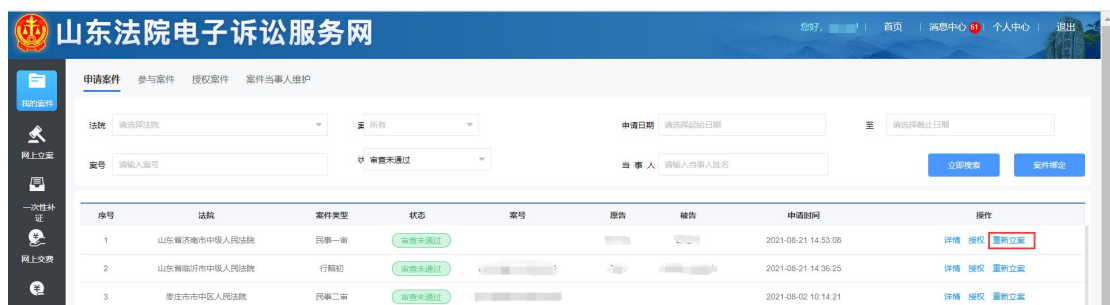 山东法院电子诉讼服务网
您好, 首页 消息中心 61 个人中心 退出
我的案件
网上立案
一次性补证
网上交费
申请案件 参与案件 授权案件 案件当事人维护
法院 请选择法院 案 所有 申请日期 请选择起始日期 至 请选择截止日期
案号 请输入案号 状 审查未通过 当事人 请输入当事人姓名 立即搜索 案件绑定
序号 法院 案件类型 状态 案号 原告 被告 申请时间 操作
1 山东省济南市中级人民法院 民事一审 审查未通过 2021-08-21 14:53:08 详情 授权 重新立案
2 山东省临沂市中级人民法院 行赔初 审查未通过 2021-08-21 14:36:25 详情 授权 重新立案
3 枣庄市市中区人民法院 民事二审 审查未通过 2021-08-02 10:14:21 详情 授权 重新立案